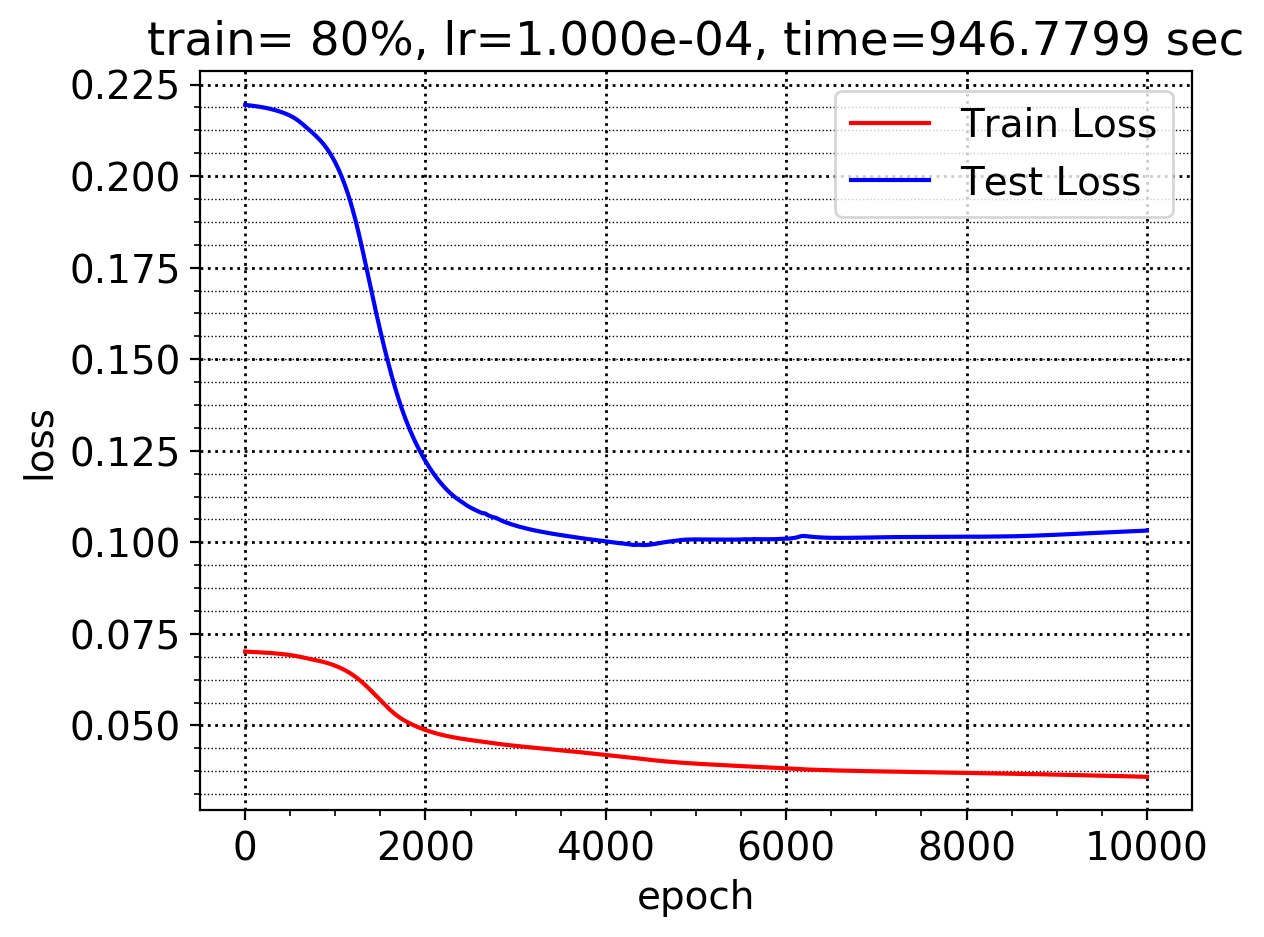 train= 80%, lr=1.000e-04, time=946.7799 sec
0.225
0.200
0.175
0.150
0.125
0.100
0.075
0.050
loss
Train Loss
Test Loss
0 2000 4000 6000 8000 10000
epoch